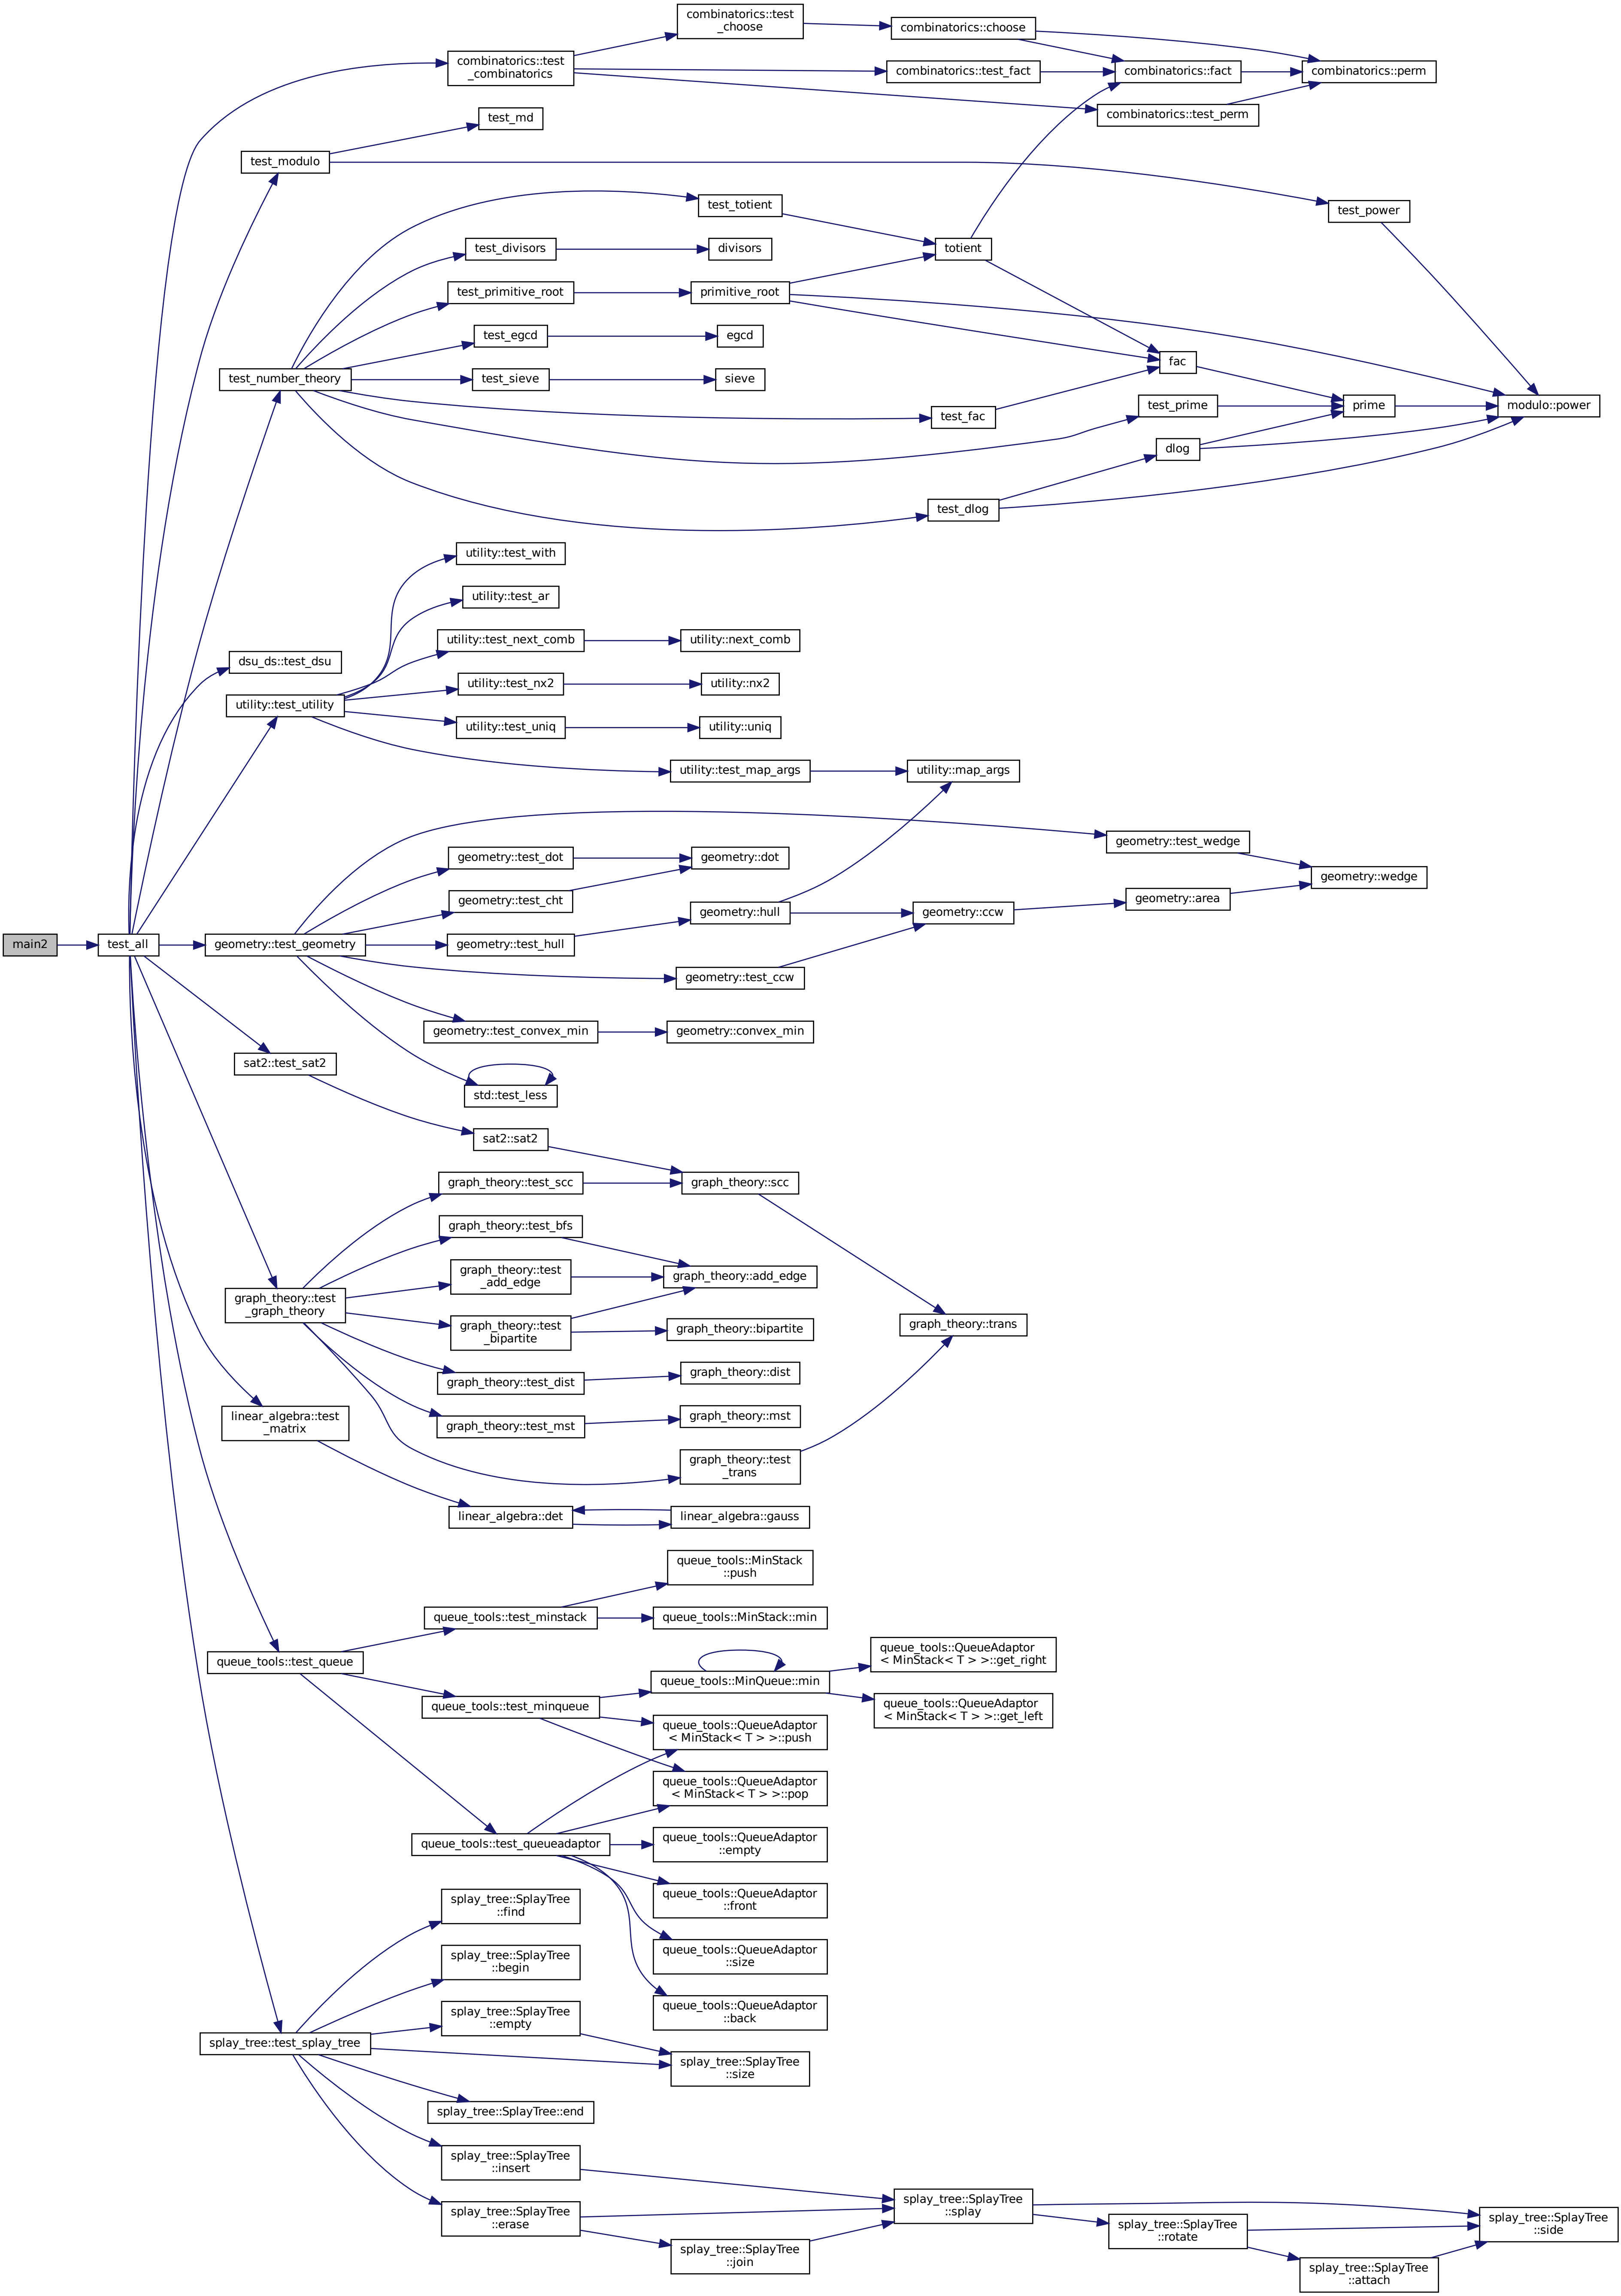 combinatorics::test
_choose
combinatorics::choose
combinatorics::test
_combinatorics
combinatorics::test_fact
combinatorics::fact
combinatorics::perm
combinatorics::test_perm
test_md
test_modulo
test_power
test_totient
test_divisors
divisors
totient
test_primitive_root
primitive_root
test_egcd
egcd
fac
test_number_theory
test_sieve
sieve
test_fac
test_prime
prime
modulo::power
dlog
test_dlog
utility::test_with
utility::test_ar
utility::test_next_comb
utility::next_comb
dsu_ds::test_dsu
utility::test_nx2
utility::nx2
utility::test_utility
utility::test_uniq
utility::uniq
utility::test_map_args
utility::map_args
geometry::test_wedge
geometry::test_dot
geometry::dot
geometry::wedge
geometry::test_cht
geometry::area
geometry::hull
geometry::ccw
main2
test_all
geometry::test_geometry
geometry::test_hull
geometry::test_ccw
geometry::test_convex_min
geometry::convex_min
sat2::test_sat2
std::test_less
sat2::sat2
graph_theory::test_scc
graph_theory::scc
graph_theory::test_bfs
graph_theory::test
_add_edge
graph_theory::add_edge
graph_theory::test
_graph_theory
graph_theory::test
_bipartite
graph_theory::bipartite
graph_theory::trans
graph_theory::test_dist
graph_theory::dist
linear_algebra::test
_matrix
graph_theory::test_mst
graph_theory::mst
graph_theory::test
_trans
linear_algebra::det
linear_algebra::gauss
queue_tools::MinStack
::push
queue_tools::test_minstack
queue_tools::MinStack::min
queue_tools::test_queue
queue_tools::QueueAdaptor
< MinStack< T > >::get_right
queue_tools::MinQueue::min
queue_tools::test_minqueue
queue_tools::QueueAdaptor
< MinStack< T > >::get_left
queue_tools::QueueAdaptor
< MinStack< T > >::push
queue_tools::QueueAdaptor
< MinStack< T > >::pop
queue_tools::test_queueadaptor
queue_tools::QueueAdaptor
::empty
queue_tools::QueueAdaptor
::front
splay_tree::SplayTree
::find
queue_tools::QueueAdaptor
::size
splay_tree::SplayTree
::begin
queue_tools::QueueAdaptor
::back
splay_tree::SplayTree
::empty
splay_tree::test_splay_tree
splay_tree::SplayTree
::size
splay_tree::SplayTree::end
splay_tree::SplayTree
::insert
splay_tree::SplayTree
::erase
splay_tree::SplayTree
::splay
splay_tree::SplayTree
::join
splay_tree::SplayTree
::rotate
splay_tree::SplayTree
::side
splay_tree::SplayTree
::attach